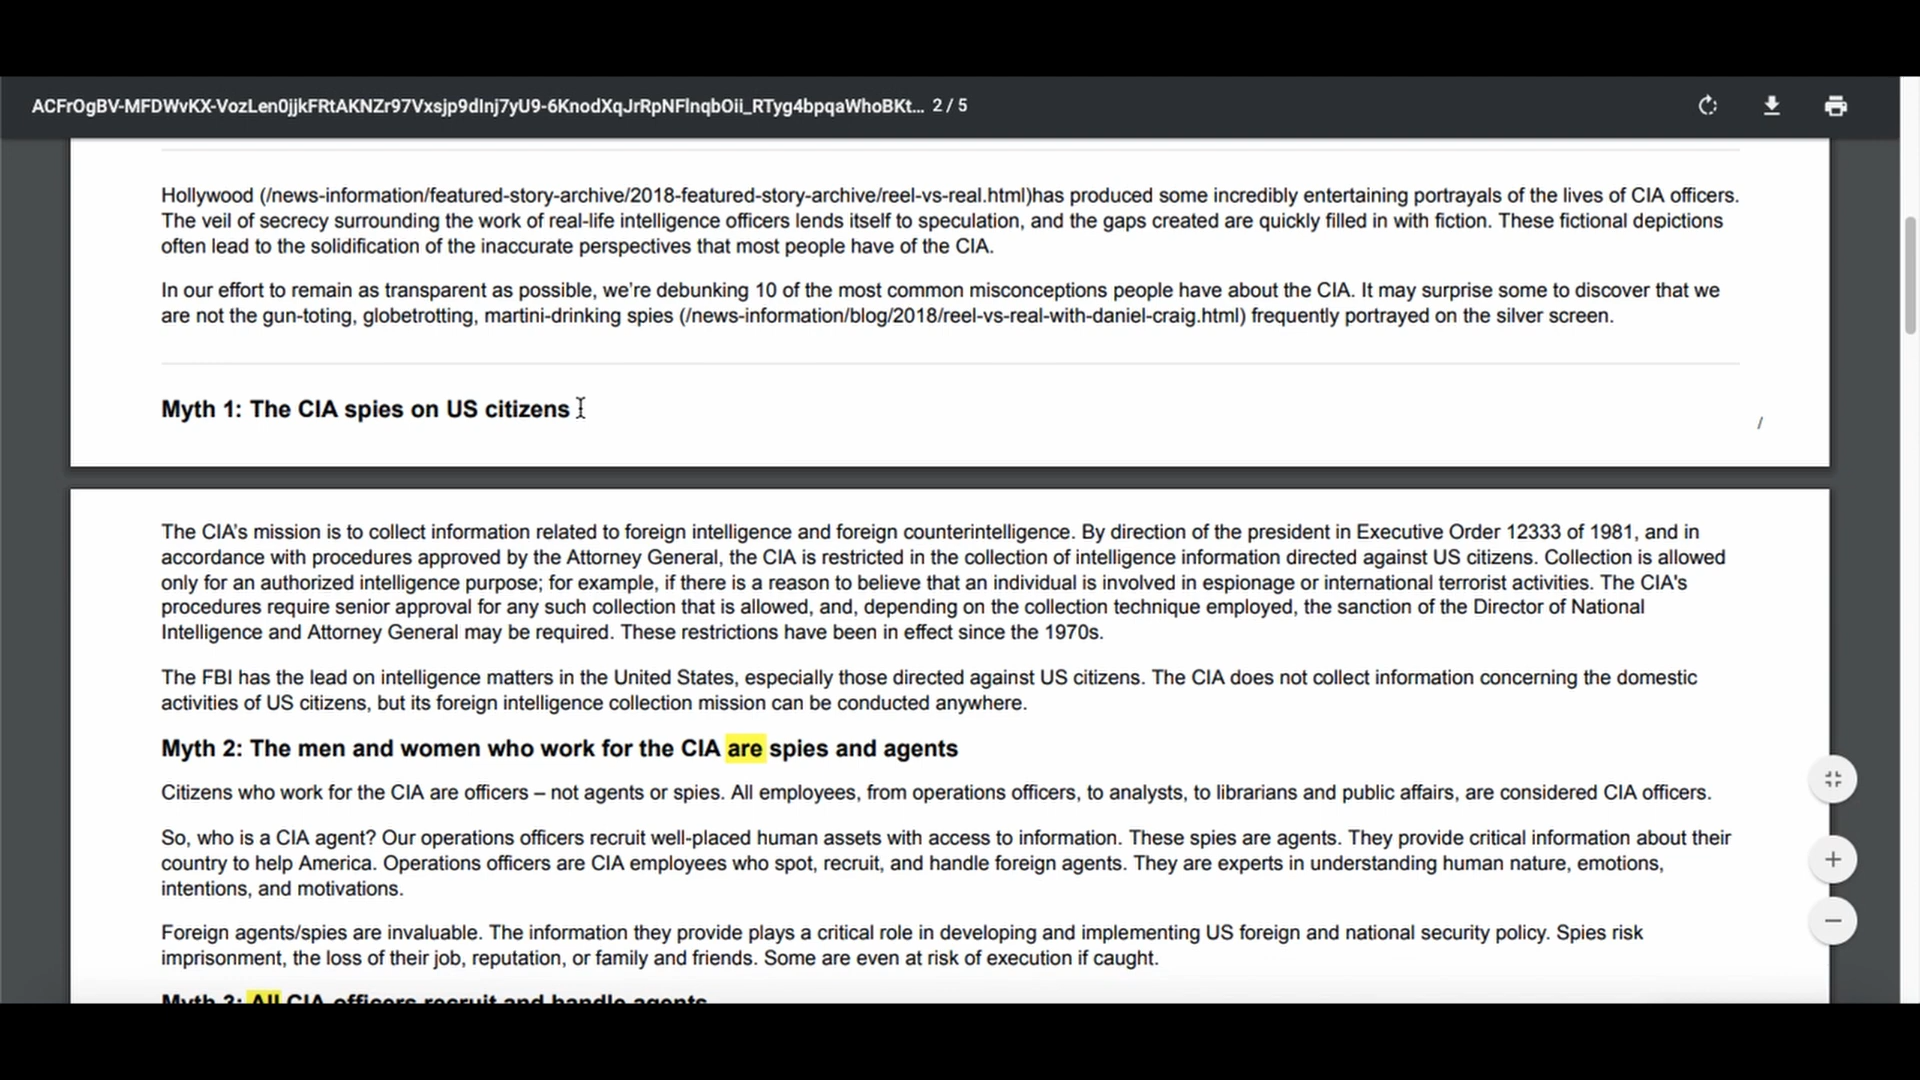 ACFrOgBV-MFDWvKX-VozLen0jjkFRtAKNZr97Vxsjp9dInj7yU9-6KnodXqJrRpNFlnqbOii_RTyg4bpqaWhoBKt... 2 / 5
Hollywood (/news-information/featured-story-archive/2018-featured-story-archive/reel-vs-real.html)has produced some incredibly entertaining portrayals of the lives of CIA officers.
The veil of secrecy surrounding the work of real-life intelligence officers lends itself to speculation, and the gaps created are quickly filled in with fiction. These fictional depictions
often lead to the solidification of the inaccurate perspectives that most people have of the CIA.
In our effort to remain as transparent as possible, we’re debunking 10 of the most common misconceptions people have about the CIA. It may surprise some to discover that we
are not the gun-toting, globetrotting, martini-drinking spies (/news-information/blog/2018/reel-vs-real-with-daniel-craig.html) frequently portrayed on the silver screen.
Myth 1: The CIA spies on US citizens
/
The CIA’s mission is to collect information related to foreign intelligence and foreign counterintelligence. By direction of the president in Executive Order 12333 of 1981, and in
accordance with procedures approved by the Attorney General, the CIA is restricted in the collection of intelligence information directed against US citizens. Collection is allowed
only for an authorized intelligence purpose; for example, if there is a reason to believe that an individual is involved in espionage or international terrorist activities. The CIA's
procedures require senior approval for any such collection that is allowed, and, depending on the collection technique employed, the sanction of the Director of National
Intelligence and Attorney General may be required. These restrictions have been in effect since the 1970s.
The FBI has the lead on intelligence matters in the United States, especially those directed against US citizens. The CIA does not collect information concerning the domestic
activities of US citizens, but its foreign intelligence collection mission can be conducted anywhere.
Myth 2: The men and women who work for the CIA are spies and agents
Citizens who work for the CIA are officers – not agents or spies. All employees, from operations officers, to analysts, to librarians and public affairs, are considered CIA officers.
So, who is a CIA agent? Our operations officers recruit well-placed human assets with access to information. These spies are agents. They provide critical information about their
country to help America. Operations officers are CIA employees who spot, recruit, and handle foreign agents. They are experts in understanding human nature, emotions,
intentions, and motivations.
Foreign agents/spies are invaluable. The information they provide plays a critical role in developing and implementing US foreign and national security policy. Spies risk
imprisonment, the loss of their job, reputation, or family and friends. Some are even at risk of execution if caught.
Myth 3: All CIA officers recruit and handle agents